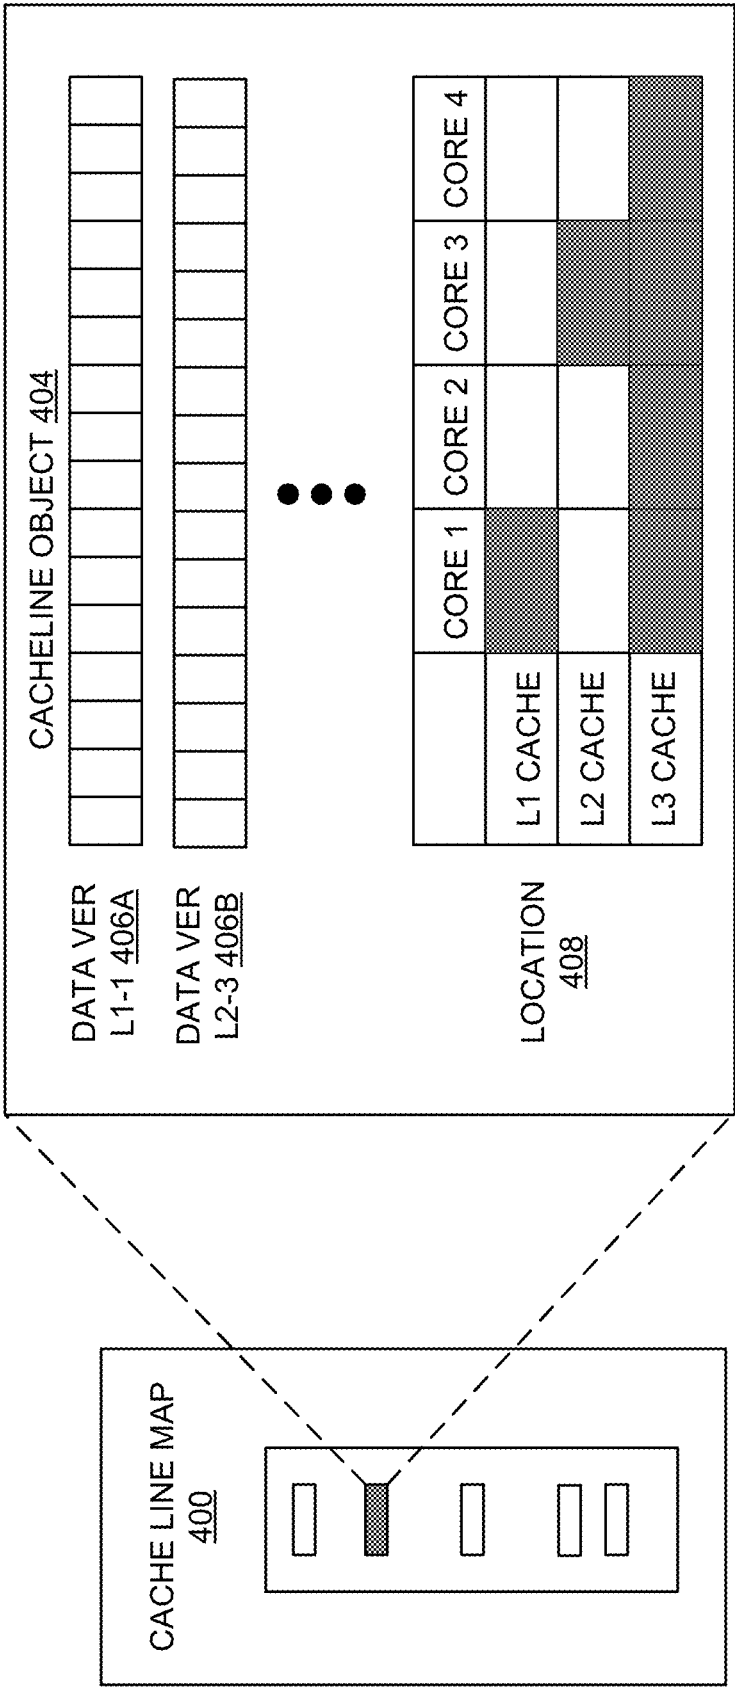 CACHE LINE MAP
400
CACHELINE OBJECT 404
DATA VER
L1-1 406A
DATA VER
L2-3 406B
LOCATION
408
CORE 1 CORE 2 CORE 3 CORE 4
L1 CACHE
L2 CACHE
L3 CACHE